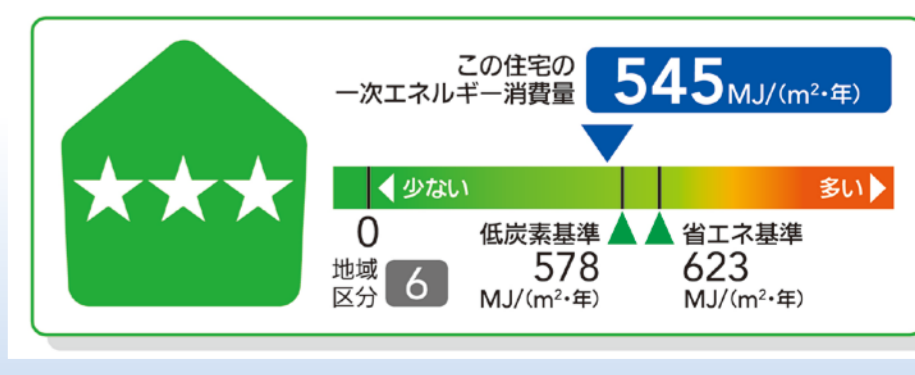 この住宅の
一次エネルギー消費量
545MJ/(m²・年)
少ない
多い
0
低炭素基準
省エネ基準
地域
区分
6
578
MJ/(m²・年)
623
MJ/(m²・年)